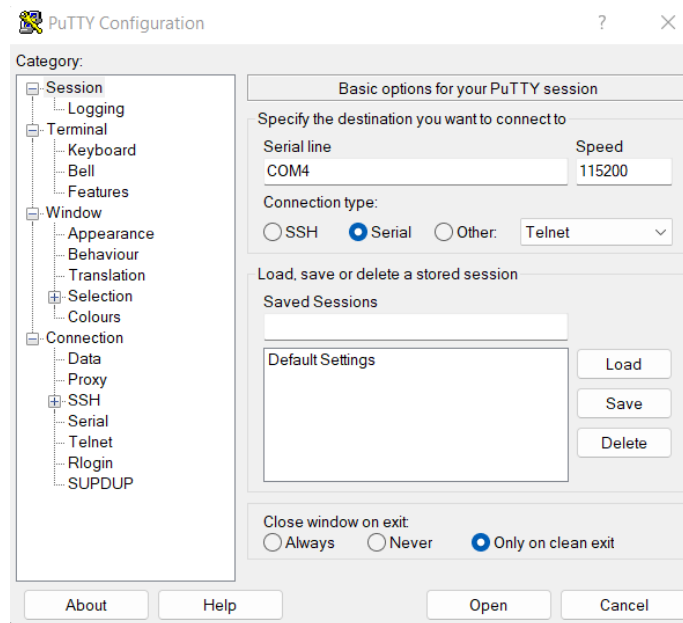 PuTTY Configuration
?
Category:
Session
Logging
Terminal
Keyboard
Bell
Features
Window
Appearance
Behaviour
Translation
Selection
Colours
Connection
Data
Proxy
SSH
Serial
Telnet
Rlogin
SUPDUP
Basic options for your PuTTY session
Specify the destination you want to connect to
Serial line Speed
COM4 115200
Connection type:
SSH Serial Other: Telnet
Load, save or delete a stored session
Saved Sessions
Default Settings
Load
Save
Delete
Close window on exit:
Always Never Only on clean exit
About Help Open Cancel